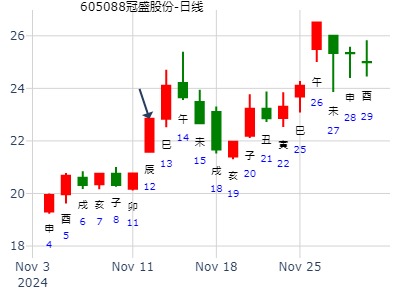 605088冠盛股份-日线
26
24
22
20
18
申
4
酉
5
戌
6
亥
7
子
8
卯
11
辰
12
巳
13
午
14
未
15
戌
18
亥
19
子
20
丑
21
寅
22
巳
25
午
26
未
27
申
28
酉
29
Nov 3
2024
Nov 11
Nov 18
Nov 25